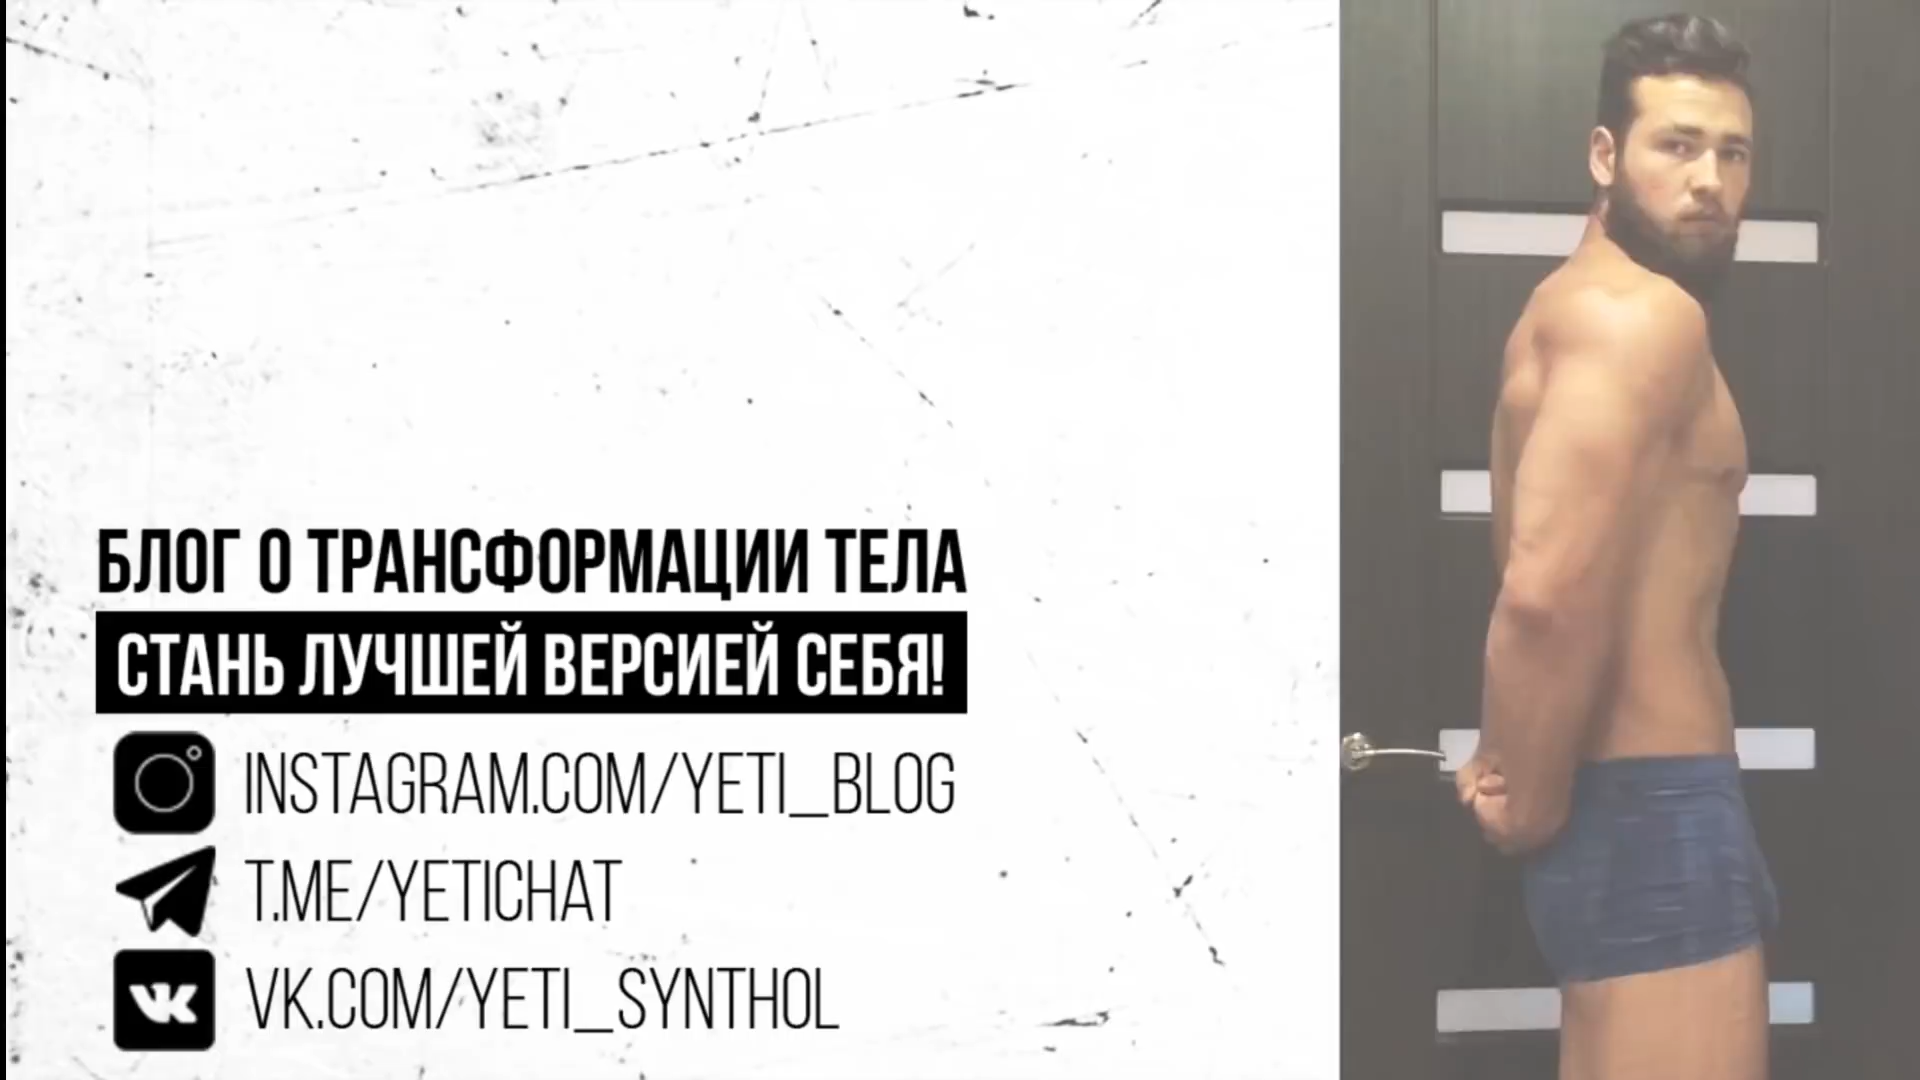 БЛОГ О ТРАНСФОРМАЦИИ ТЕЛА
СТАНЬ ЛУЧШЕЙ ВЕРСИЕЙ СЕБЯ!
INSTAGRAM.COM/YETI_BLOG
T.ME/YETICHAT
VK.COM/YETI_SYNTHOL